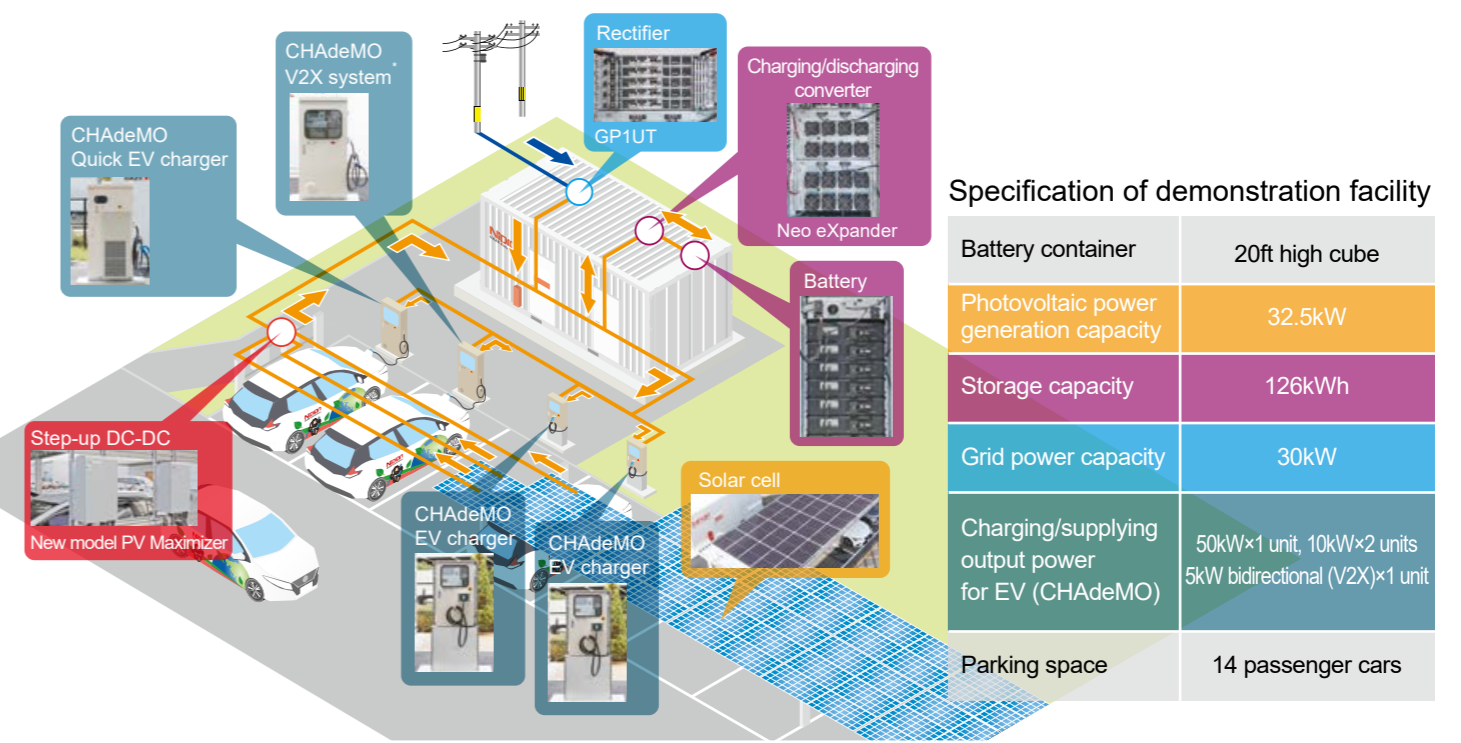 CHAdeMO
V2X system*
Rectifier
GP1UT
Charging/discharging
converter
Neo eXpander
CHAdeMO
Quick EV charger
Battery
Step-up DC-DC
New model PV Maximizer
CHAdeMO
EV charger
CHAdeMO
EV charger
Solar cell
Specification of demonstration facility
Battery container
20ft high cube
Photovoltaic power
generation capacity
32.5kW
Storage capacity
126kWh
Grid power capacity
30kW
Charging/supplying
output power
for EV (CHAdeMO)
50kW×1 unit, 10kW×2 units
5kW bidirectional (V2X)×1 unit
Parking space
14 passenger cars